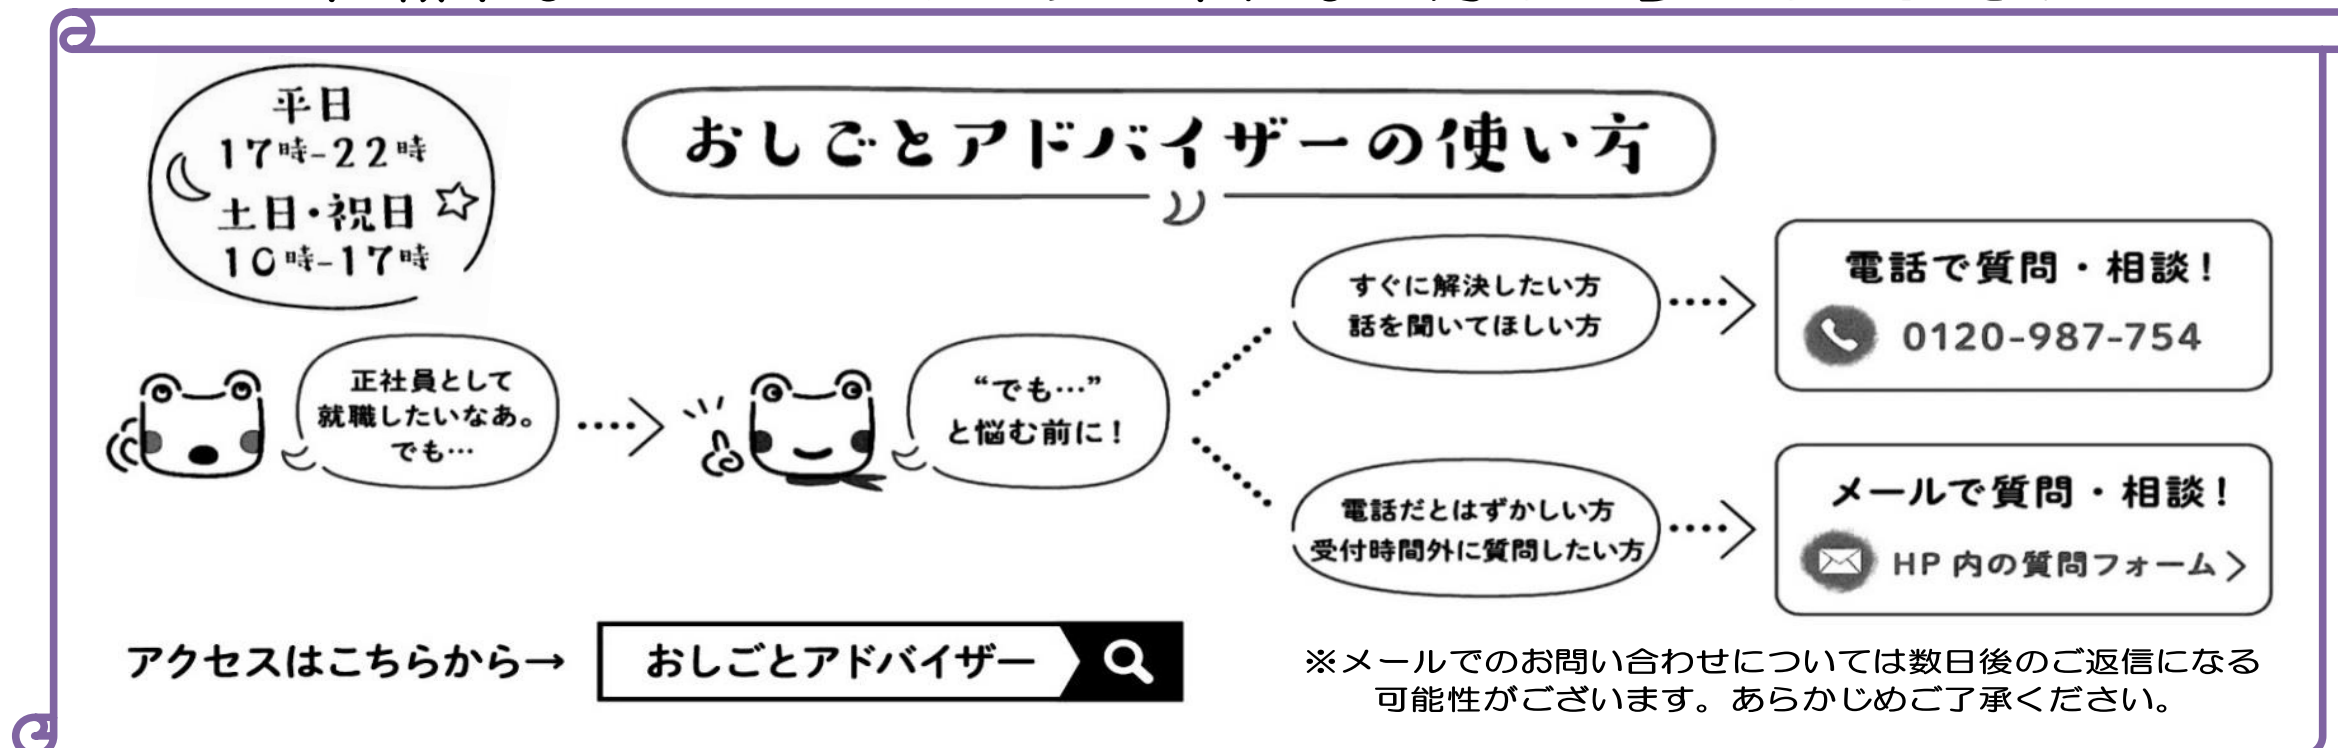 平日
17時-22時
土日・祝日
10時-17時
おしごとアドバイザーの使い方
正社員として
就職したいなあ。
でも…
“でも…”
と悩む前に！
すぐに解決したい方
話を聞いてほしい方
電話で質問・相談！
0120-987-754
電話だとはずかしい方
受付時間外に質問したい方
メールで質問・相談！
HP内の質問フォーム＞
アクセスはこちらから→
おしごとアドバイザー
※メールでのお問い合わせについては数日後のご返信になる
可能性がございます。あらかじめご了承ください。